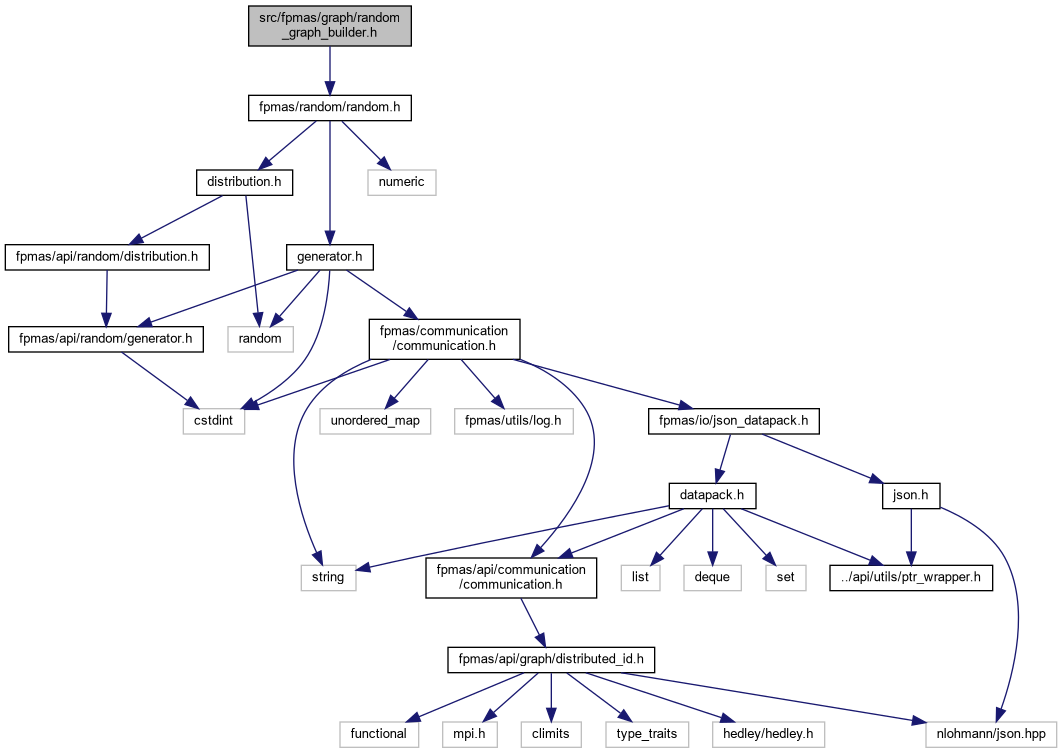 src/fpmas/graph/random
_graph_builder.h
fpmas/random/random.h
distribution.h
numeric
fpmas/api/random/distribution.h
generator.h
fpmas/api/random/generator.h
random
fpmas/communication
/communication.h
cstdint
unordered_map
fpmas/utils/log.h
fpmas/io/json_datapack.h
datapack.h
json.h
string
fpmas/api/communication
/communication.h
list
deque
set
../api/utils/ptr_wrapper.h
fpmas/api/graph/distributed_id.h
functional
mpi.h
climits
type_traits
hedley/hedley.h
nlohmann/json.hpp